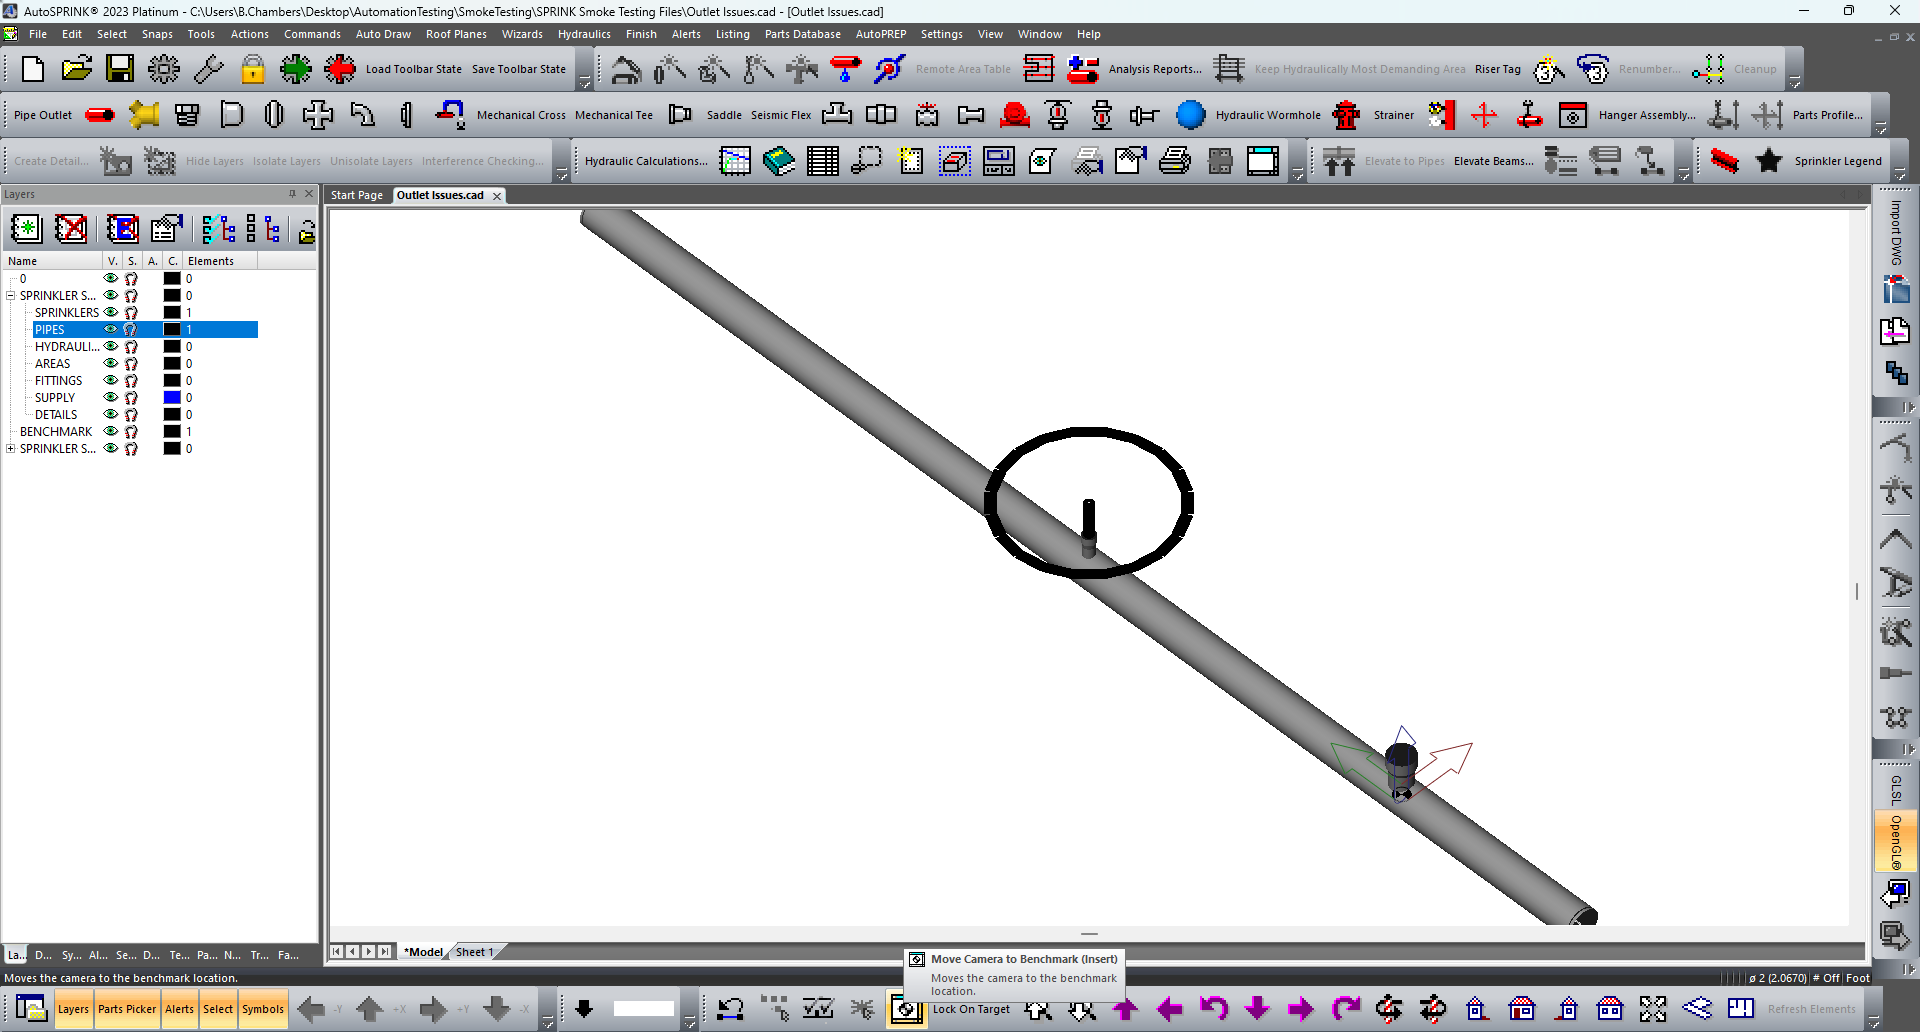 AutoSPRINK® 2023 Platinum - C:\Users\B.Chambers\Desktop\AutomationTesting\SmokeTesting\SPRINK Smoke Testing Files\Outlet Issues.cad - [Outlet Issues.cad]
File Edit Select Snaps Tools Actions Commands Auto Draw Roof Planes Wizards Hydraulics Finish Alerts Listing Parts Database AutoPREP Settings View Window Help
Load Toolbar State Save Toolbar State Remote Area Table Analysis Reports... Keep Hydraulically Most Demanding Area Riser Tag Renumber... Cleanup
Pipe Outlet Mechanical Cross Mechanical Tee Saddle Seismic Flex Hydraulic Wormhole Strainer Hanger Assembly... Parts Profile...
Create Detail... Hide Layers Isolate Layers Unisolate Layers Interference Checking... Hydraulic Calculations... Elevate to Pipes Elevate Beams... Sprinkler Legend
Layers
Start Page Outlet Issues.cad
Name V. S. A. C. Elements
0 0
SPRINKLER S... 0
SPRINKLERS 1
PIPES 1
HYDRAULI... 0
AREAS 0
FITTINGS 0
SUPPLY 0
DETAILS 0
BENCHMARK 1
SPRINKLER S... 0
Import DWG
GLSL
OpenGL®
La... D... Sy... Al... Se... D... Te... Pa... N... Tr... Fa...
*Model Sheet 1
Move Camera to Benchmark (Insert)
Moves the camera to the benchmark
location.
Moves the camera to the benchmark location.
ø 2 (2.0670) # Off Foot
Layers Parts Picker Alerts Select Symbols -Y +X +Y -X Lock On Target Refresh Elements